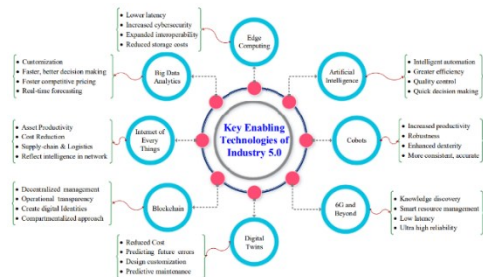 • Lower latency
• Increased cybersecurity
• Expanded interoperability
• Reduced storage costs
Edge
Computing
• Customization
• Faster, better decision making
• Foster competitive pricing
• Real-time forecasting
Big Data
Analytics
Artificial
Intelligence
• Intelligent automation
• Greater efficiency
• Quality control
• Quick decision making
Key Enabling
Technologies of
Industry 5.0
• Asset Productivity
• Cost Reduction
• Supply-chain & Logistics
• Reflect intelligence in network
Internet of
Every
Things
Cobots
• Increased productivity
• Robustness
• Enhanced dexterity
• More consistent, accurate
• Decentralized management
• Operational transparency
• Create digital Identities
• Compartmentalized approach
Blockchain
6G and
Beyond
• Knowledge discovery
• Smart resource management
• Low latency
• Ultra high reliability
• Reduced Cost
• Predicting future errors
• Design customization
• Predictive maintenance
Digital
Twins